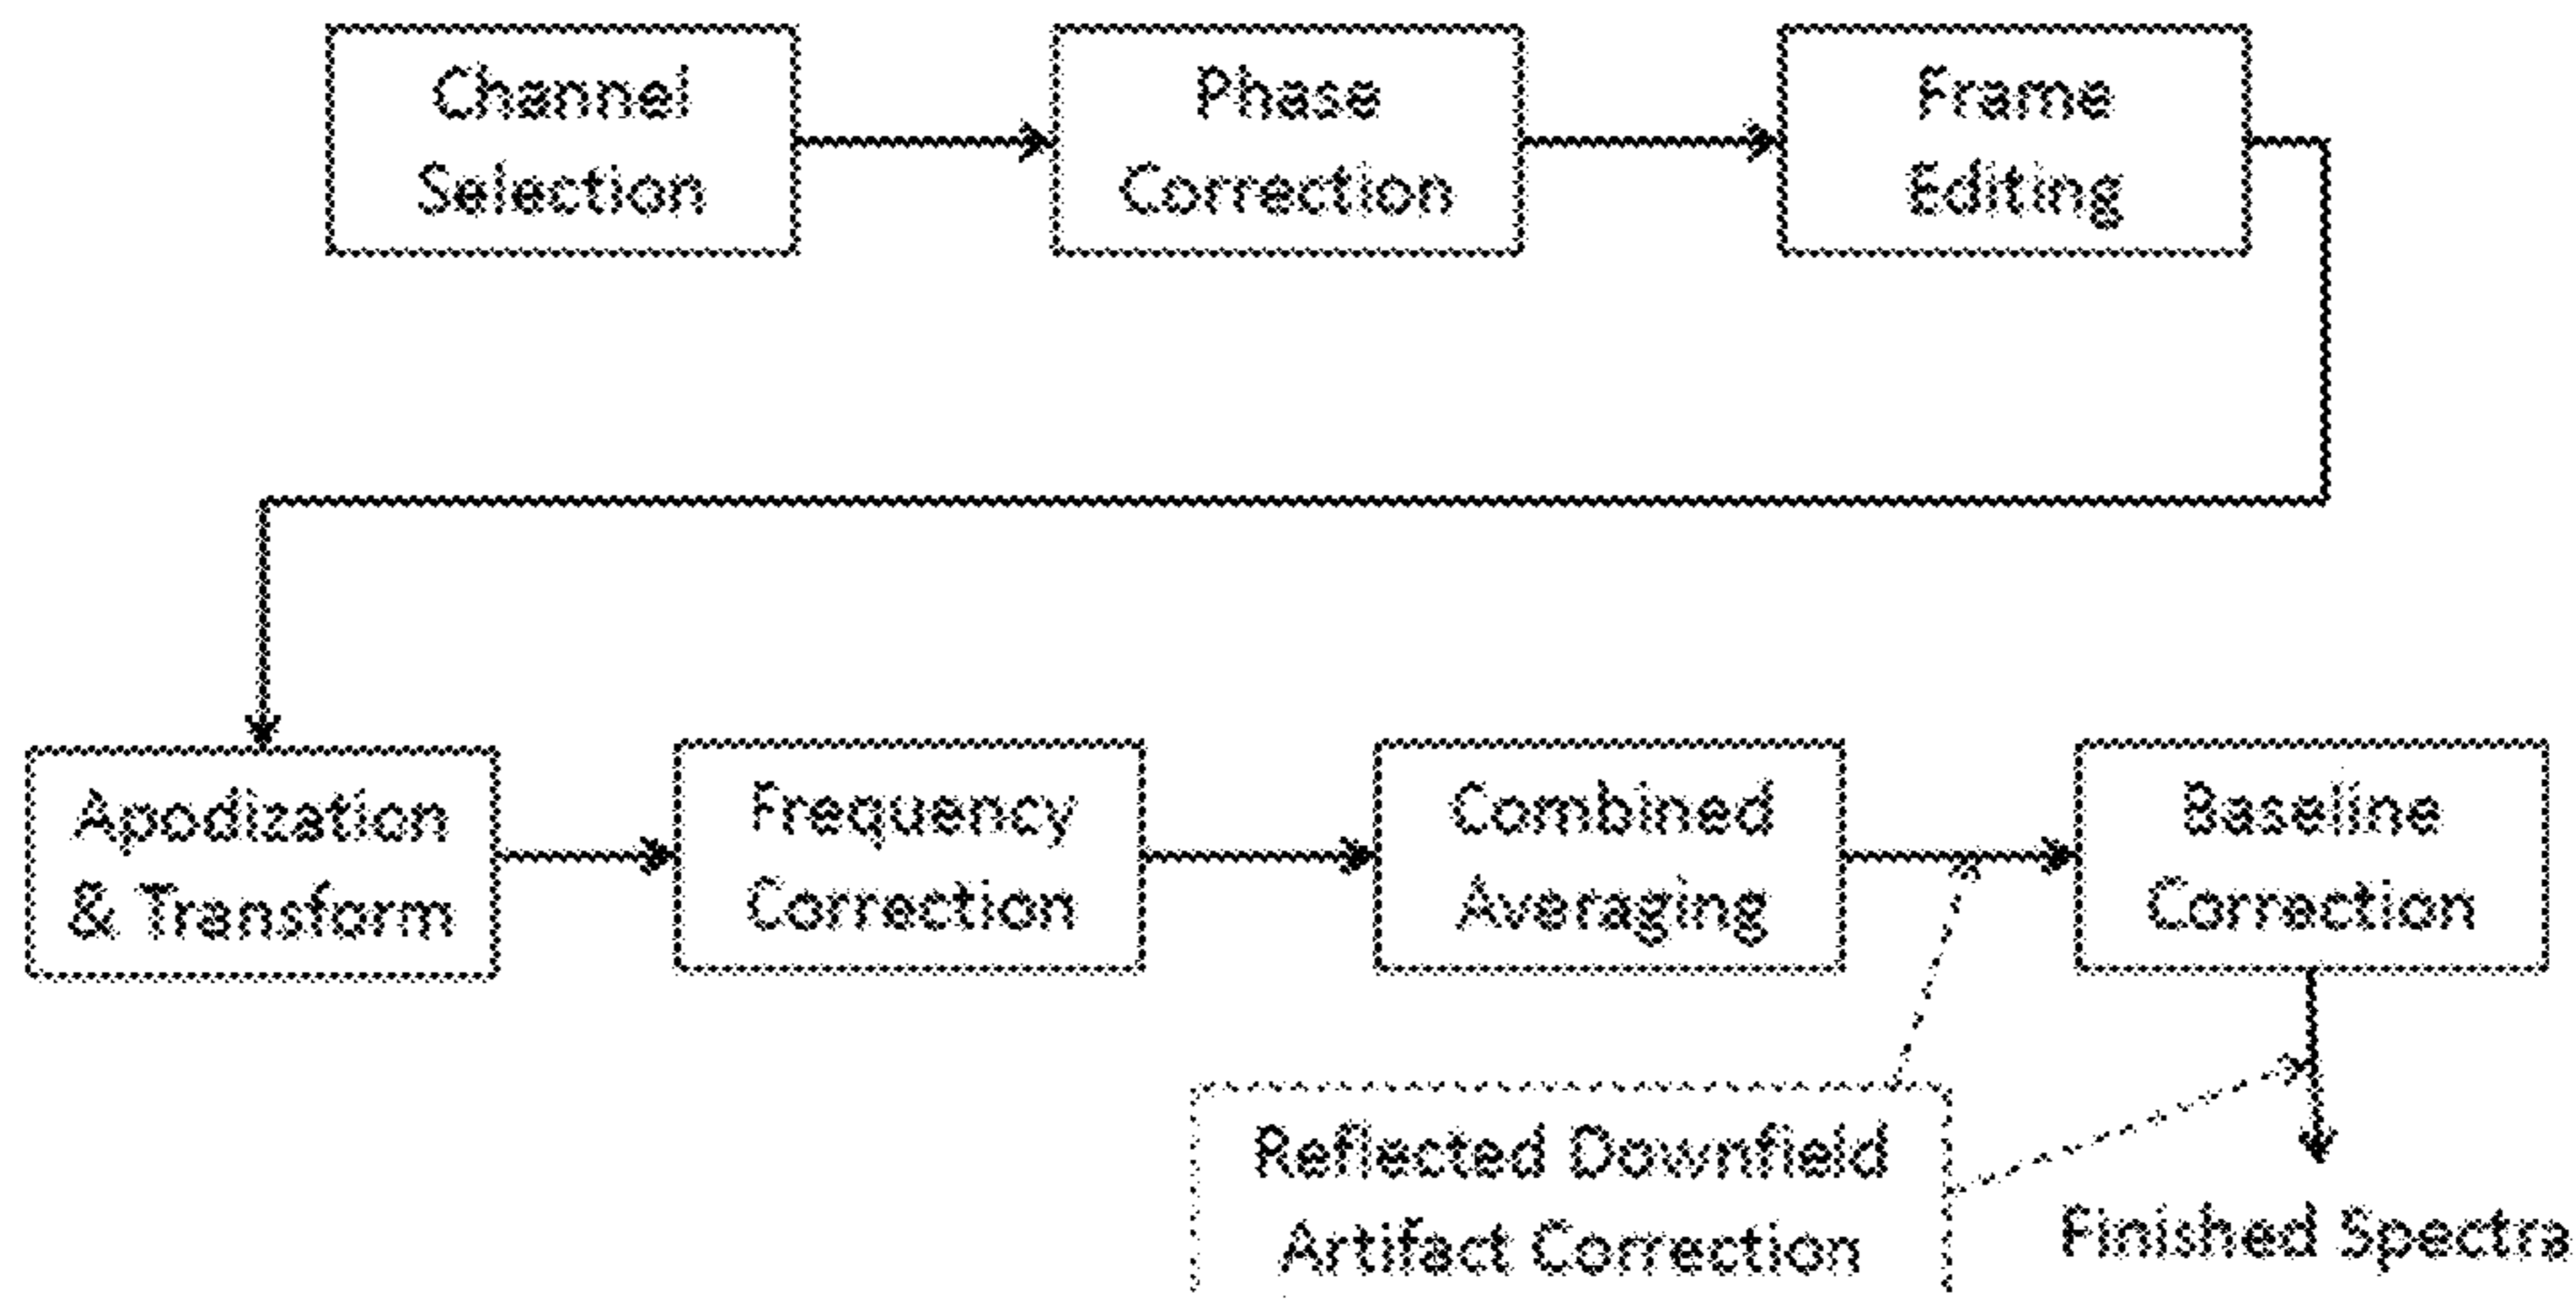 Channel
Selection
Phase
Correction
Frame
Editing
Apodization
& Transform
Frequency
Correction
Combined
Averaging
Baseline
Correction
Reflected Downfield
Artifact Correction
Finished Spectra